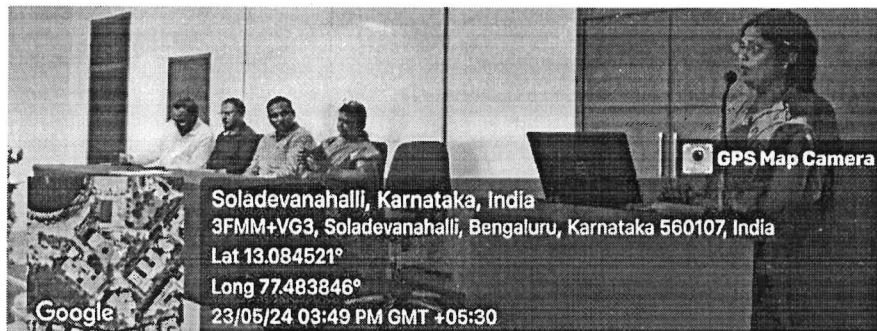 GPS Map Camera
Soladevanahalli, Karnataka, India
3FMM+VG3, Soladevanahalli, Bengaluru, Karnataka 560107, India
Lat 13.084521°
Long 77.483846°
23/05/24 03:49 PM GMT +05:30
Google